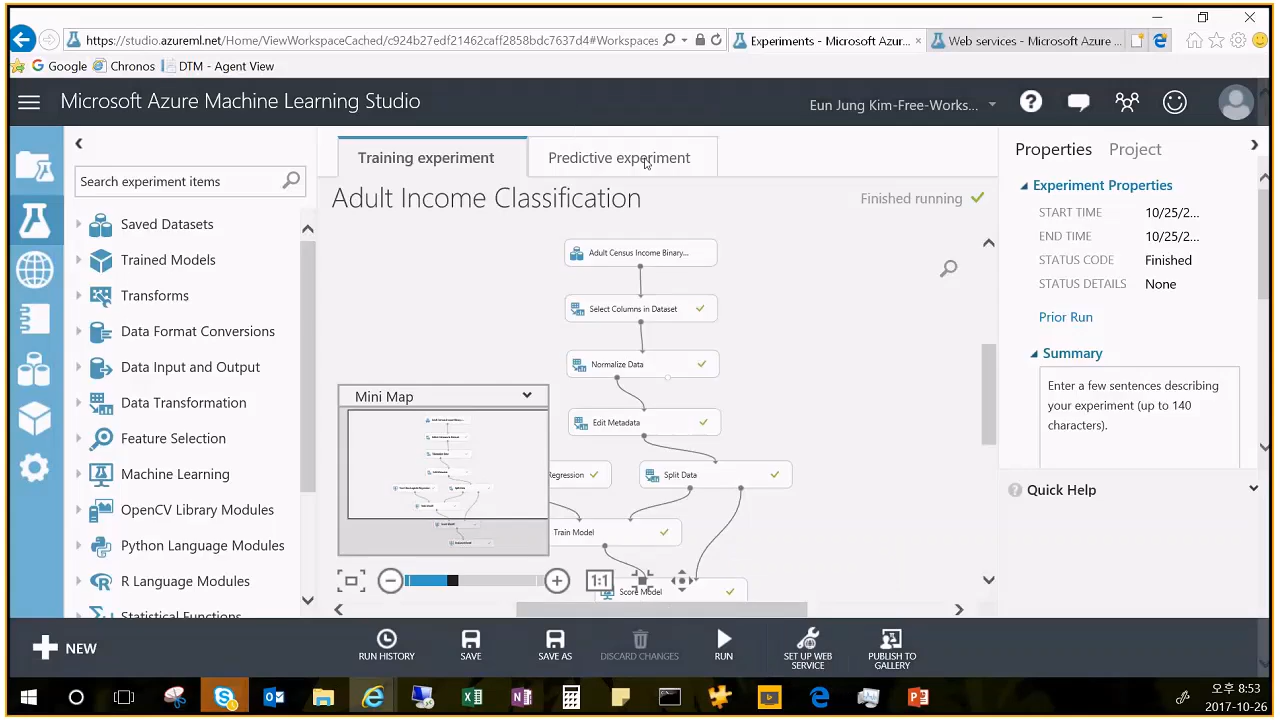 https://studio.azureml.net/Home/ViewWorkspaceCached/c924b27edf21462caff2858bdc7637d4#Workspaces
Experiments - Microsoft Azur...
Web services - Microsoft Azure ...
Google
Chronos
DTM - Agent View
Microsoft Azure Machine Learning Studio
Eun Jung Kim-Free-Works...
Search experiment items
Saved Datasets
Trained Models
Transforms
Data Format Conversions
Data Input and Output
Data Transformation
Feature Selection
Machine Learning
OpenCV Library Modules
Python Language Modules
R Language Modules
Statistical Functions
Training experiment
Predictive experiment
Adult Income Classification
Finished running
Adult Census Income Binary...
Select Columns in Dataset
Normalize Data
Edit Metadata
Regression
Split Data
Train Model
Score Model
Mini Map
1:1
Properties
Project
Experiment Properties
START TIME 10/25/2...
END TIME 10/25/2...
STATUS CODE Finished
STATUS DETAILS None
Prior Run
Summary
Enter a few sentences describing
your experiment (up to 140
characters).
Quick Help
NEW
RUN HISTORY
SAVE
SAVE AS
DISCARD CHANGES
RUN
SET UP WEB
SERVICE
PUBLISH TO
GALLERY
오후 8:53
2017-10-26